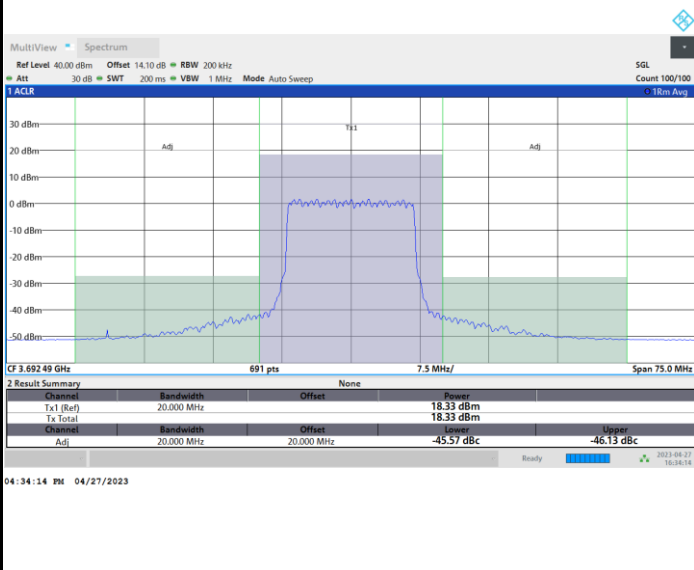 MultiView Spectrum
Ref Level 40.00 dBm Offset 14.10 dB RBW 200 kHz SGL
Att 30 dB SWT 200 ms VBW 1 MHz Mode Auto Sweep Count 100/100
1 ACLR 1Rm Avg
30 dBm
Tx1
Adj Adj
20 dBm
10 dBm
0 dBm
-10 dBm
-20 dBm
-30 dBm
-40 dBm
-50 dBm
CF 3.692 49 GHz 691 pts 7.5 MHz/ Span 75.0 MHz
2 Result Summary None
Channel Bandwidth Offset Power
Tx1 (Ref) 20.000 MHz 18.33 dBm
Tx Total 18.33 dBm
Channel Bandwidth Offset Lower Upper
Adj 20.000 MHz 20.000 MHz -45.57 dBc -46.13 dBc
Ready 2023-04-27
16:34:14
04:34:14 PM 04/27/2023